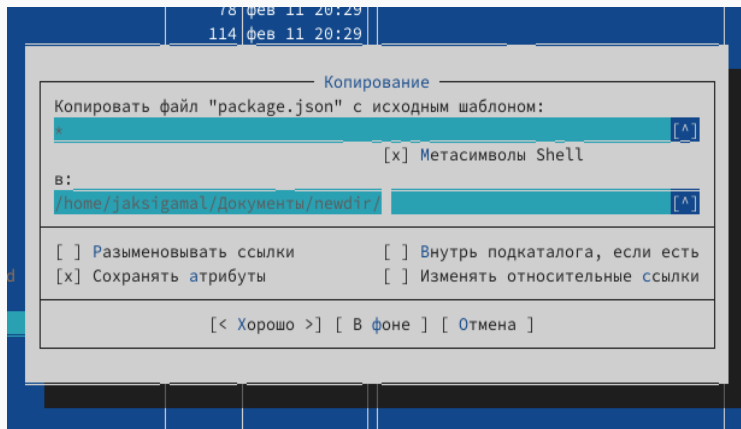 78 фев 11 20:29
114 фев 11 20:29
Копирование
Копировать файл "package.json" с исходным шаблоном:
* [^]
[x] Метасимволы Shell
в:
/home/jaksigamal/Документы/newdir/ [^]
[ ] Разыменовывать ссылки [ ] Внутрь подкаталога, если есть
d [x] Сохранять атрибуты [ ] Изменять относительные ссылки
[< Хорошо >] [ В фоне ] [ Отмена ]